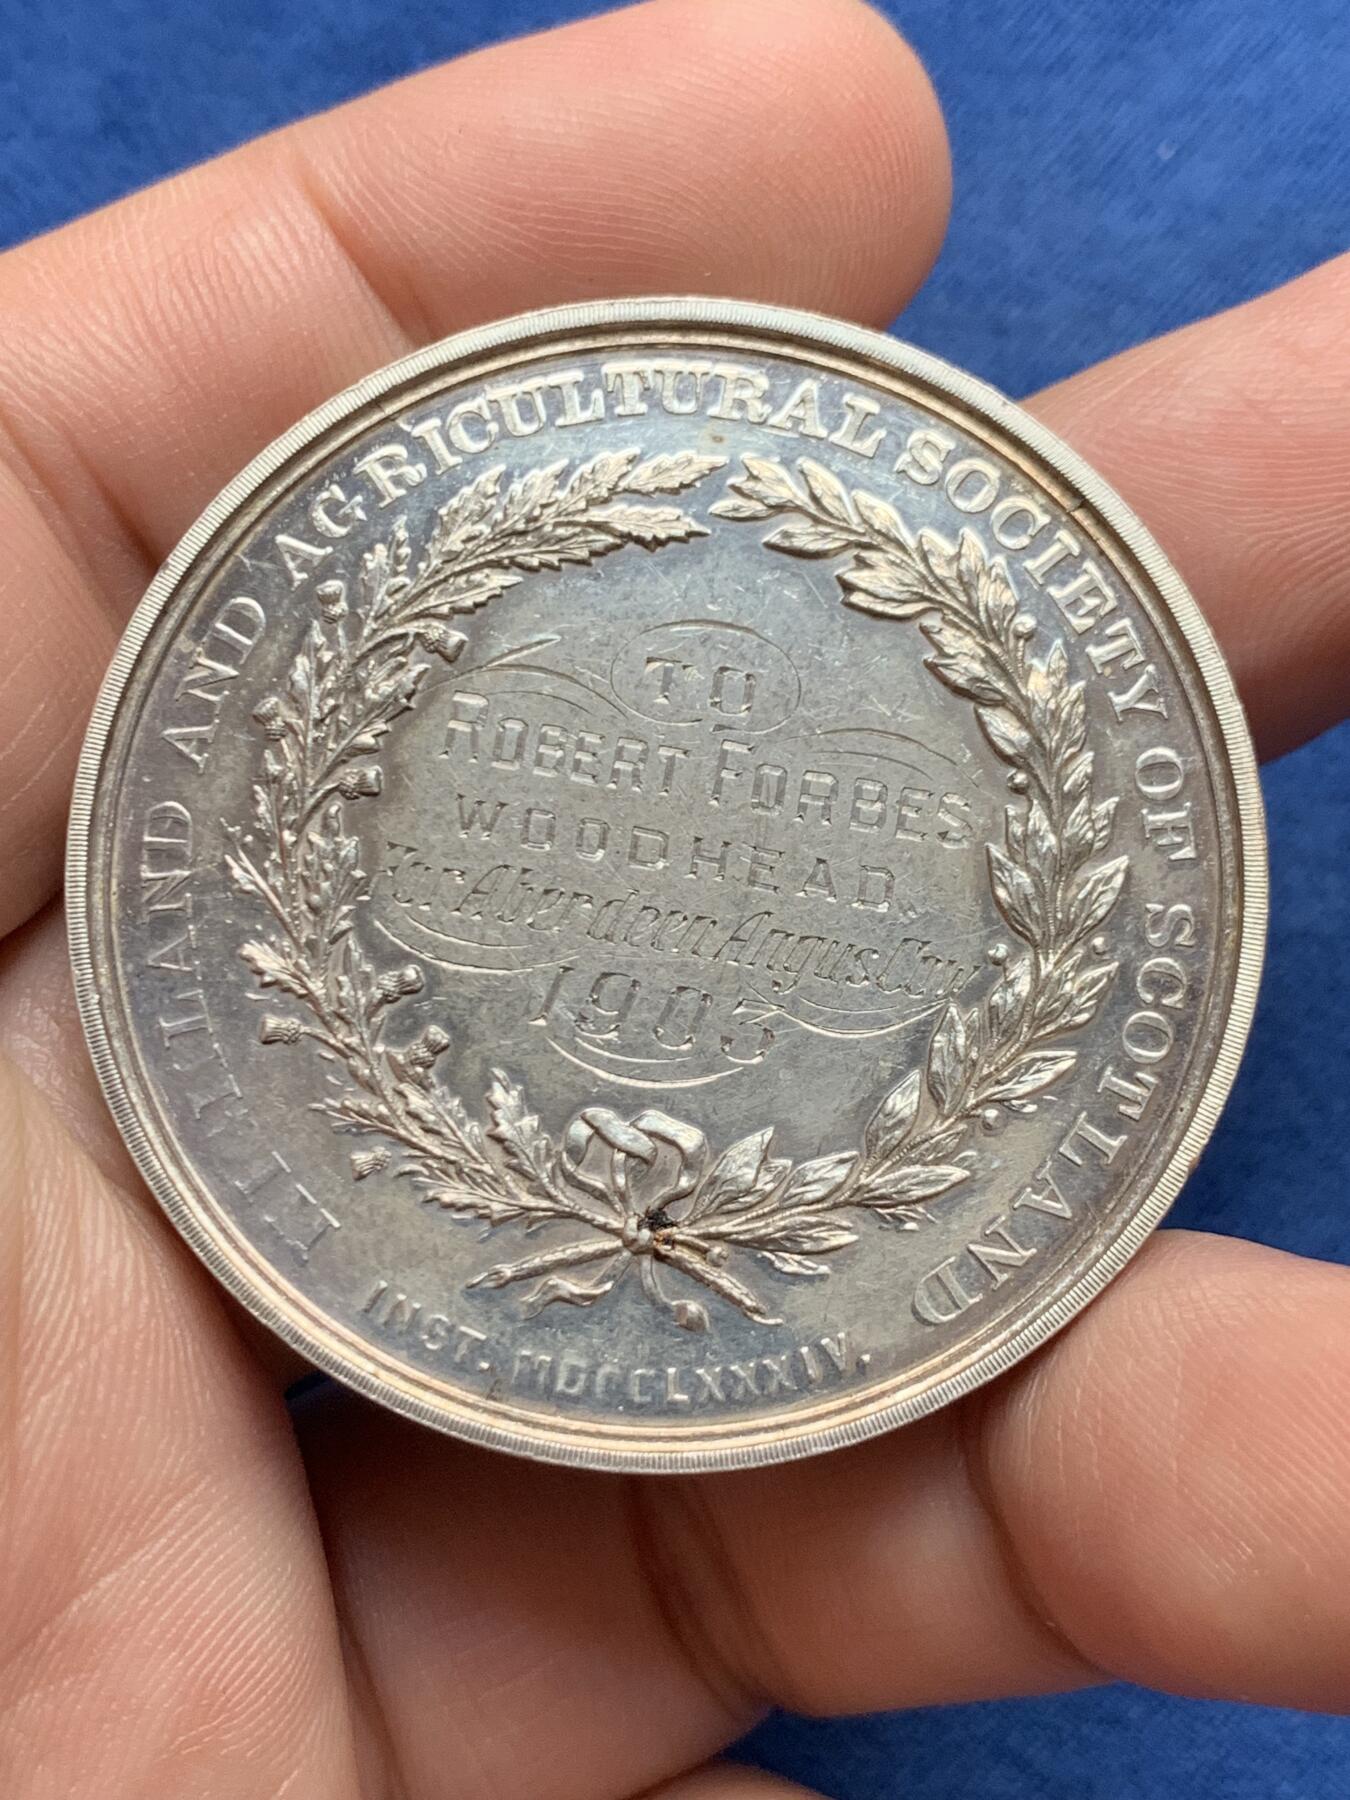 HIGHLAND AND AGRICULTURAL SOCIETY OF SCOTLAND
TO
ROBERT FORBES
WOODHEAD
For Aberdeen Angus Cow
1903
INST. MDCCLXXXIV.